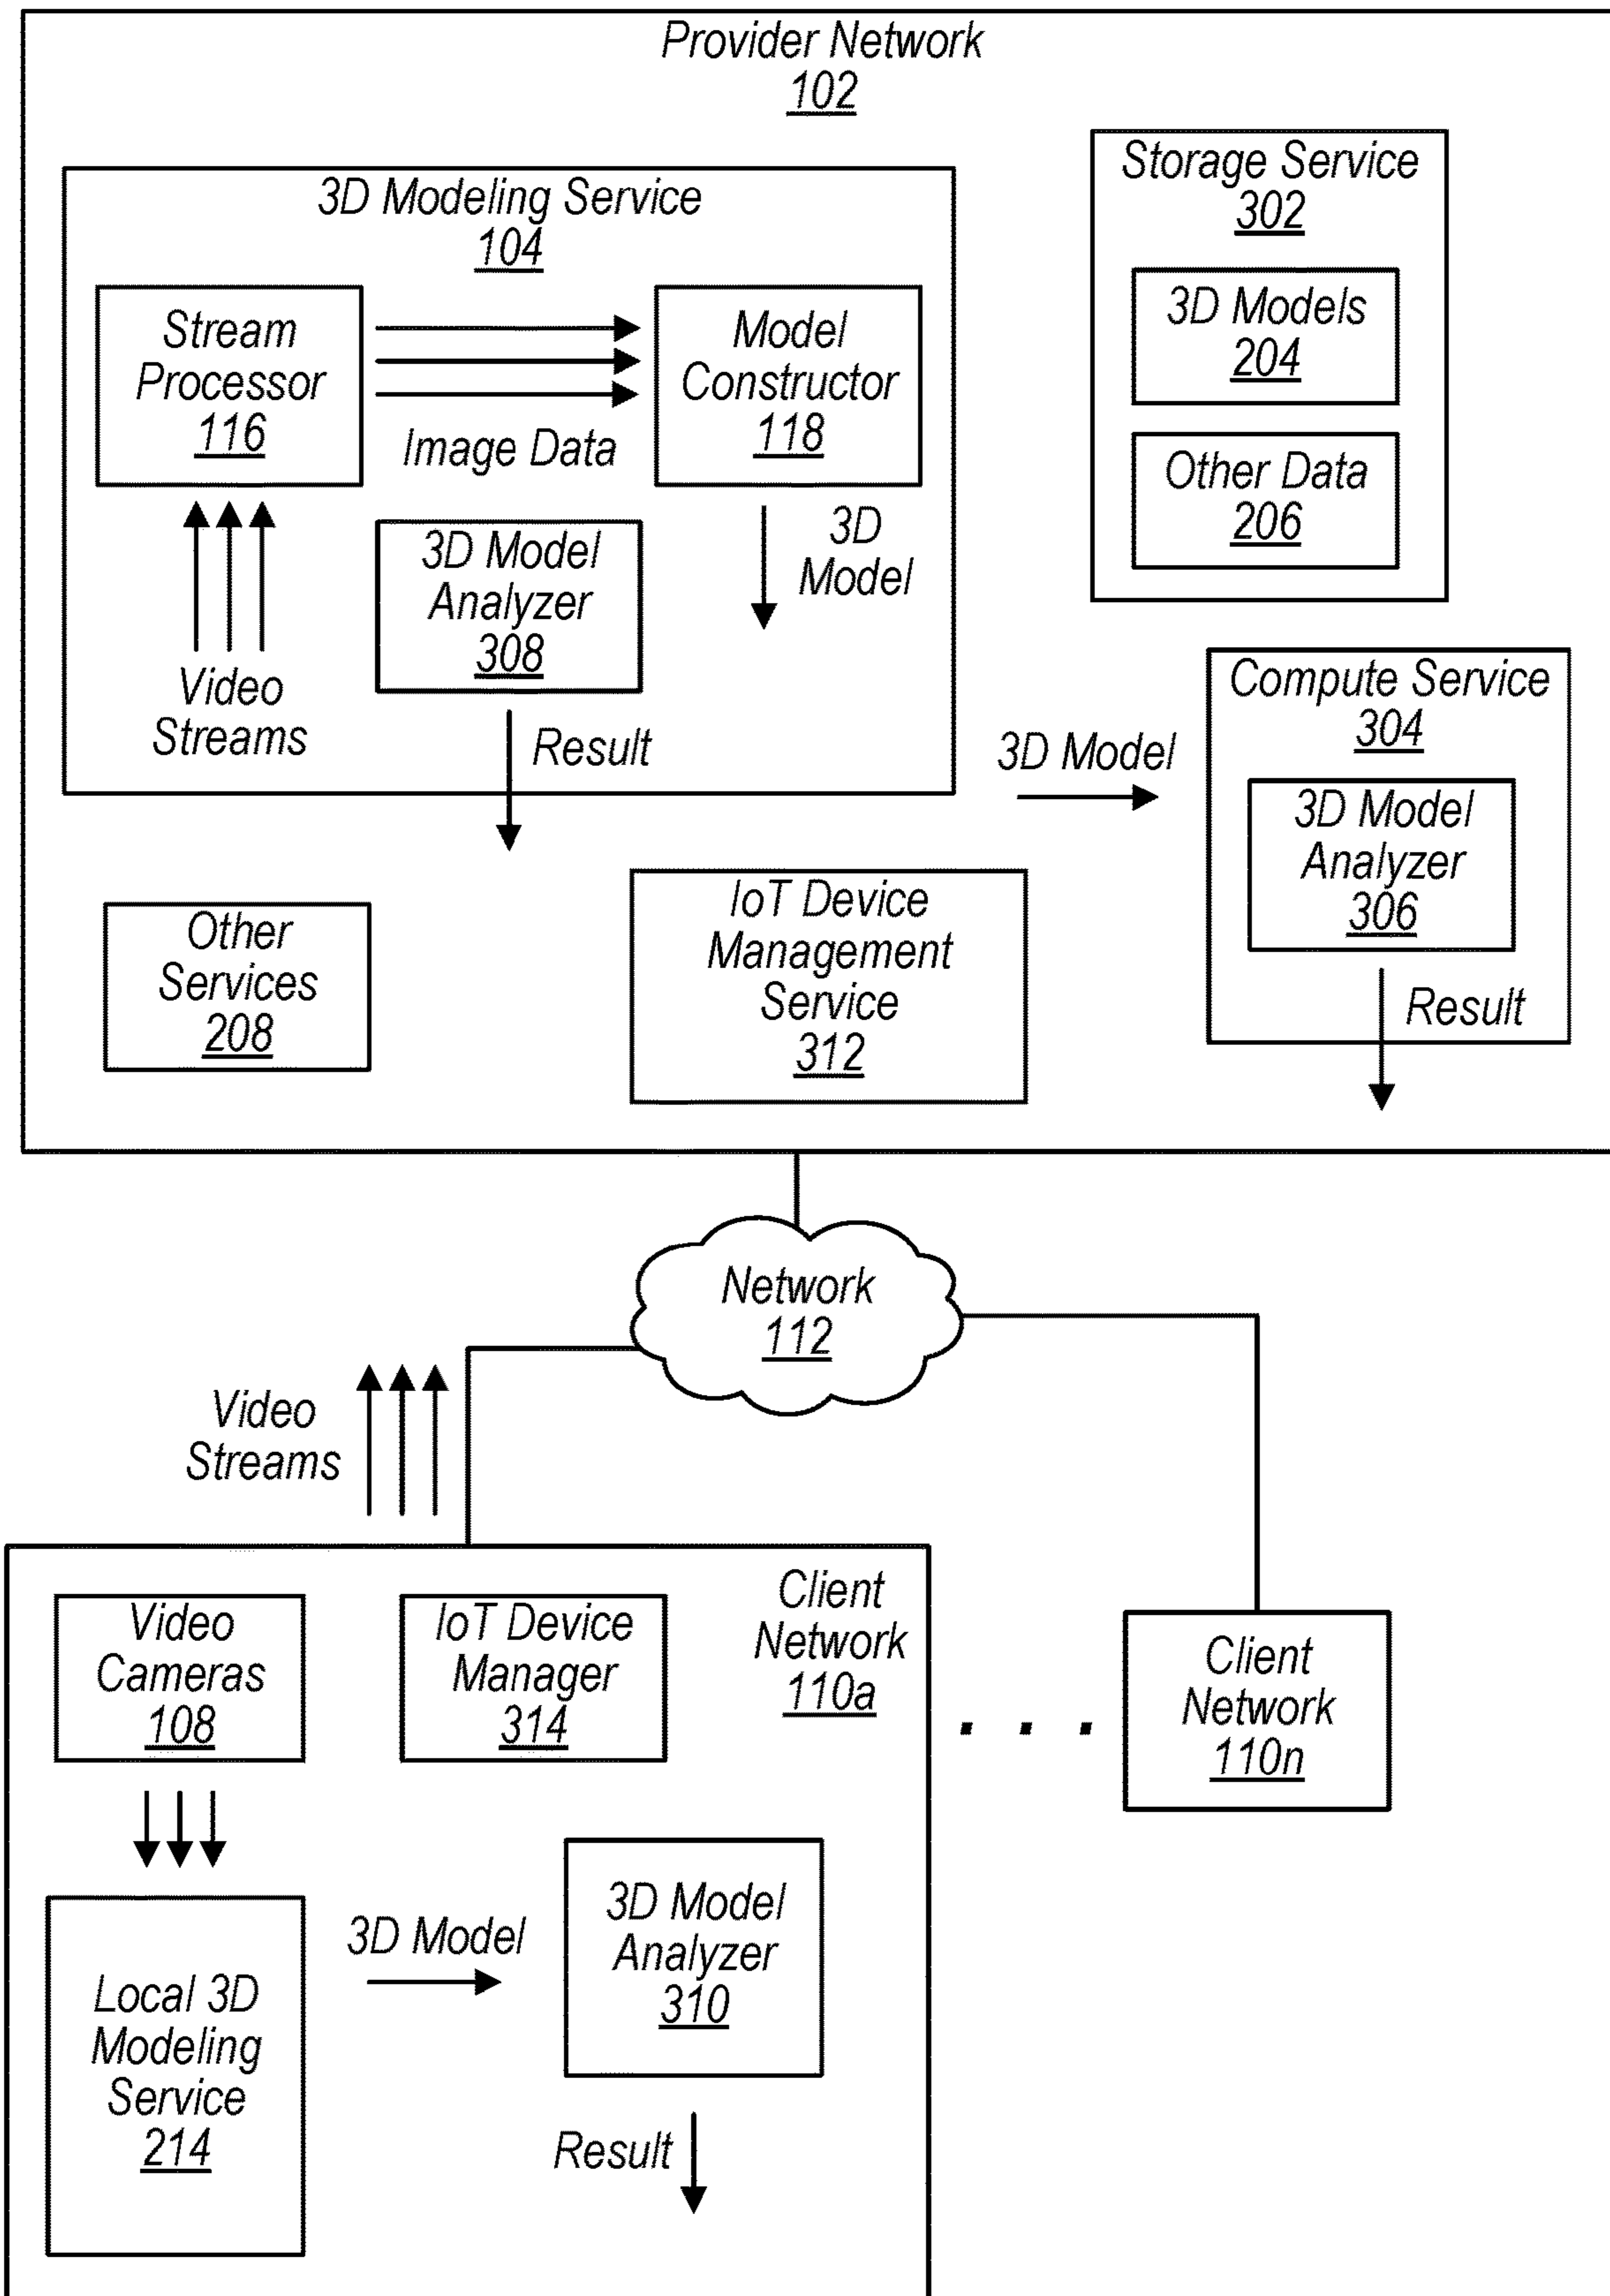 Provider Network
102
3D Modeling Service
104
Stream
Processor
116
Image Data
Model
Constructor
118
Video
Streams
3D Model
Analyzer
308
3D
Model
Result
Storage Service
302
3D Models
204
Other Data
206
3D Model
Compute Service
304
3D Model
Analyzer
306
Result
Other
Services
208
IoT Device
Management
Service
312
Network
112
Video
Streams
Client
Network
110a
Video
Cameras
108
IoT Device
Manager
314
Local 3D
Modeling
Service
214
3D Model
3D Model
Analyzer
310
Result
. . .
Client
Network
110n